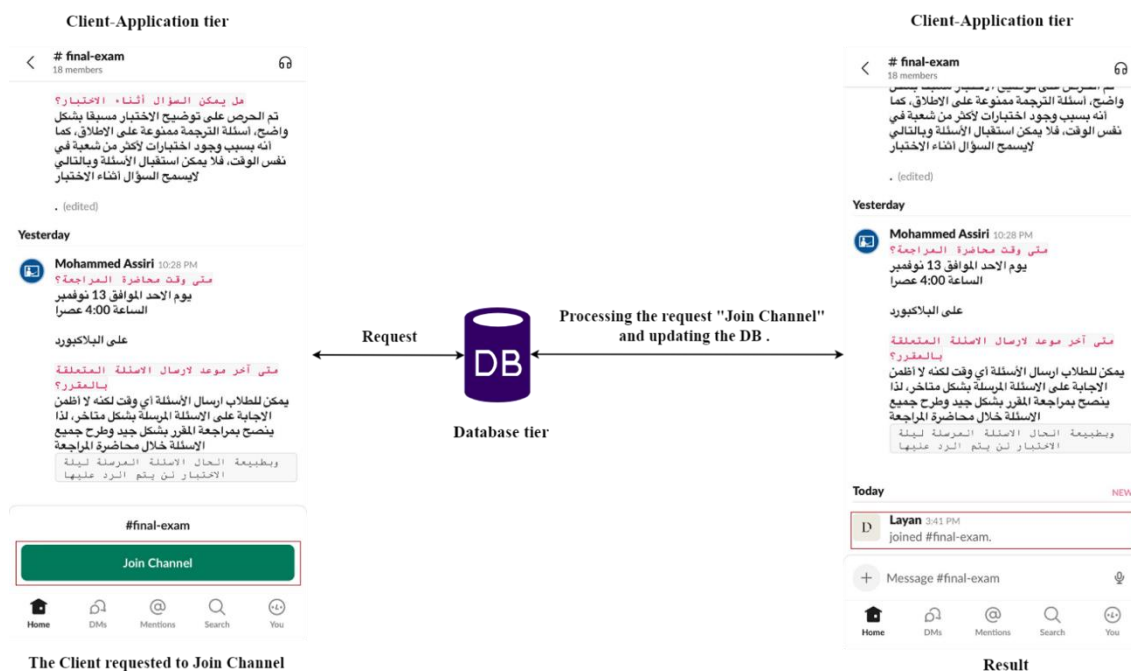 Client-Application tier
# final-exam
18 members
هل يمكن السؤال أثناء الاختبار؟
تم الحرص على توضيح الاختبار مسبقا بشكل
واضح، أسئلة الترجمة ممنوعة على الاطلاق، كما
أنه بسبب وجود اختبارات لأكثر من شعبة في
نفس الوقت، فلا يمكن استقبال الأسئلة وبالتالي
لايسمح السؤال أثناء الاختبار
. (edited)
Yesterday
Mohammed Assiri 10:28 PM
متى وقت محاضرة المراجعة؟
يوم الاحد الموافق 13 نوفمبر
الساعة 4:00 عصرا
على البلاكبورد
متى آخر موعد لارسال الاسئلة المتعلقة
بالمقرر؟
يمكن للطلاب ارسال الأسئلة أي وقت لكنه لا أظمن
الاجابة على الاسئلة المرسلة بشكل متاخر، لذا
ينصح بمراجعة المقرر بشكل جيد وطرح جميع
الاسئلة خلال محاضرة المراجعة
وبطبيعة الحال الاسئلة المرسلة ليلة
الاختبار لن يتم الرد عليها
#final-exam
Join Channel
Home DMs Mentions Search You
The Client requested to Join Channel
Request
DB
Database tier
Processing the request "Join Channel"
and updating the DB .
Client-Application tier
# final-exam
18 members
تم الحرص على توضيح الاختبار مسبقا بشكل
واضح، أسئلة الترجمة ممنوعة على الاطلاق، كما
أنه بسبب وجود اختبارات لأكثر من شعبة في
نفس الوقت، فلا يمكن استقبال الأسئلة وبالتالي
لايسمح السؤال أثناء الاختبار
. (edited)
Yesterday
Mohammed Assiri 10:28 PM
متى وقت محاضرة المراجعة؟
يوم الاحد الموافق 13 نوفمبر
الساعة 4:00 عصرا
على البلاكبورد
متى آخر موعد لارسال الاسئلة المتعلقة
بالمقرر؟
يمكن للطلاب ارسال الأسئلة أي وقت لكنه لا أظمن
الاجابة على الاسئلة المرسلة بشكل متاخر، لذا
ينصح بمراجعة المقرر بشكل جيد وطرح جميع
الاسئلة خلال محاضرة المراجعة
وبطبيعة الحال الاسئلة المرسلة ليلة
الاختبار لن يتم الرد عليها
Today NEW
D
Layan 3:41 PM
joined #final-exam.
+ Message #final-exam
Home DMs Mentions Search You
Result